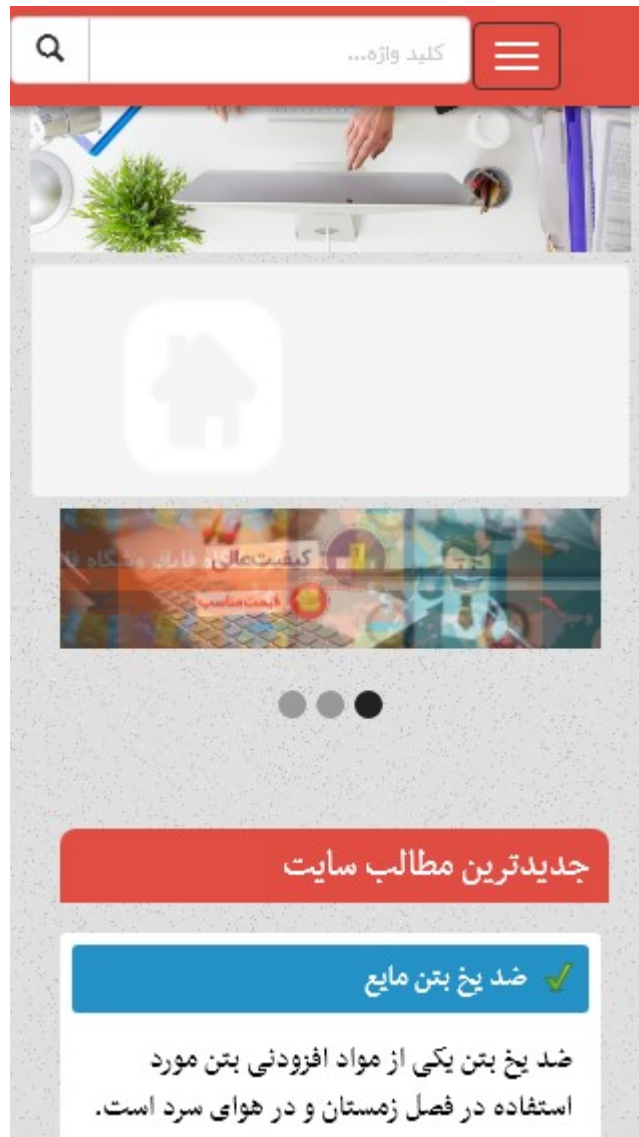 کلید واژه...
کیفیت عالی
قیمت مناسب
جدیدترین مطالب سایت
ضد یخ بتن مایع
ضد یخ بتن یکی از مواد افزودنی بتن مورد
استفاده در فصل زمستان و در هوای سرد است.